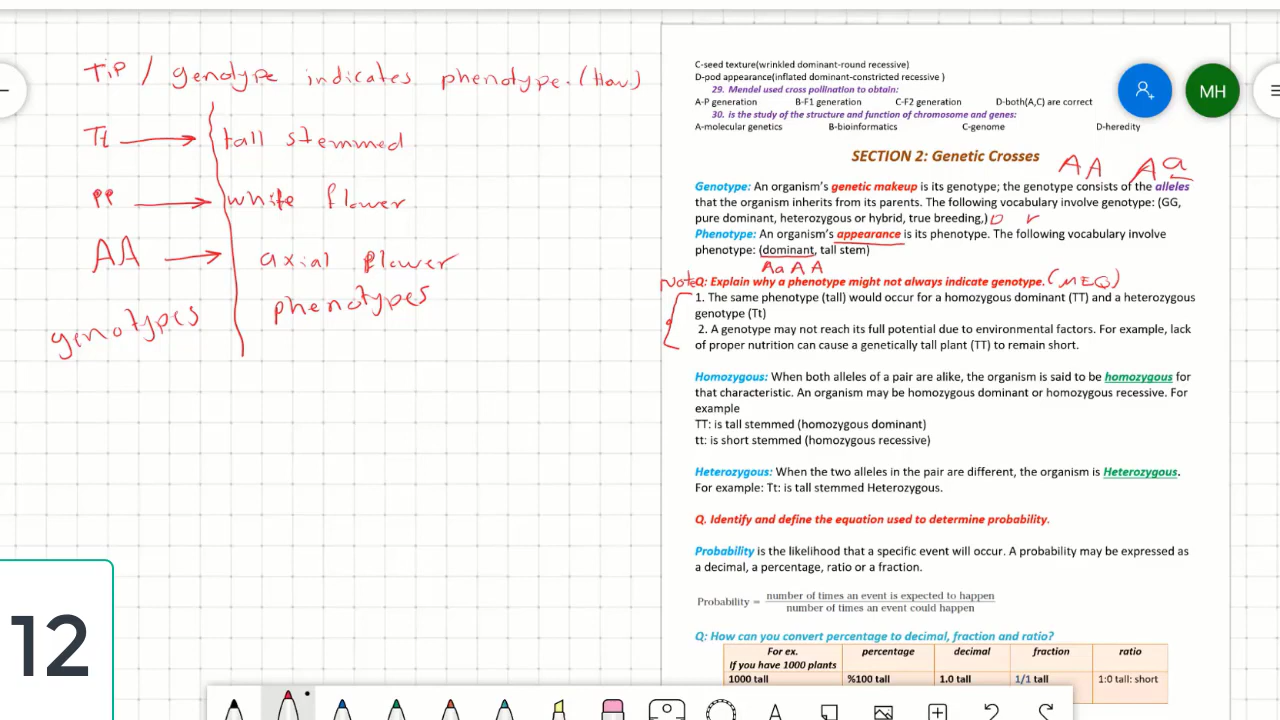 TiP / genotype indicates phenotype. (How)
Tt → tall stemmed
pp → white flower
AA → axial flower
genotypes phenotypes
12
MH
C-seed texture(wrinkled dominant-round recessive)
D-pod appearance(inflated dominant-constricted recessive )
29. Mendel used cross pollination to obtain:
A-P generation B-F1 generation C-F2 generation D-both(A,C) are correct
30. is the study of the structure and function of chromosome and genes:
A-molecular genetics B-bioinformatics C-genome D-heredity
SECTION 2: Genetic Crosses
AA Aa
Genotype: An organism's genetic makeup is its genotype; the genotype consists of the alleles
that the organism inherits from its parents. The following vocabulary involve genotype: (GG,
pure dominant, heterozygous or hybrid, true breeding,) D r
Phenotype: An organism's appearance is its phenotype. The following vocabulary involve
phenotype: (dominant, tall stem)
Aa AA
Note
Q: Explain why a phenotype might not always indicate genotype. (MEQ)
1. The same phenotype (tall) would occur for a homozygous dominant (TT) and a heterozygous
genotype (Tt)
2. A genotype may not reach its full potential due to environmental factors. For example, lack
of proper nutrition can cause a genetically tall plant (TT) to remain short.
Homozygous: When both alleles of a pair are alike, the organism is said to be homozygous for
that characteristic. An organism may be homozygous dominant or homozygous recessive. For
example
TT: is tall stemmed (homozygous dominant)
tt: is short stemmed (homozygous recessive)
Heterozygous: When the two alleles in the pair are different, the organism is Heterozygous.
For example: Tt: is tall stemmed Heterozygous.
Q. Identify and define the equation used to determine probability.
Probability is the likelihood that a specific event will occur. A probability may be expressed as
a decimal, a percentage, ratio or a fraction.
Probability = number of times an event is expected to happen
number of times an event could happen
Q: How can you convert percentage to decimal, fraction and ratio?
For ex. percentage decimal fraction ratio
If you have 1000 plants
1000 tall %100 tall 1.0 tall 1/1 tall 1:0 tall: short